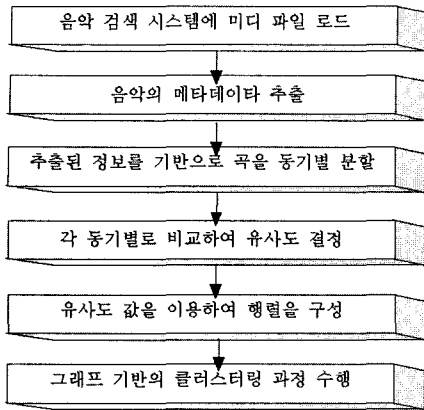 음악 검색 시스템에 미디 파일 로드
음악의 메타데이타 추출
추출된 정보를 기반으로 곡을 동기별 분할
각 동기별로 비교하여 유사도 결정
유사도 값을 이용하여 행렬을 구성
그래프 기반의 클러스터링 과정 수행